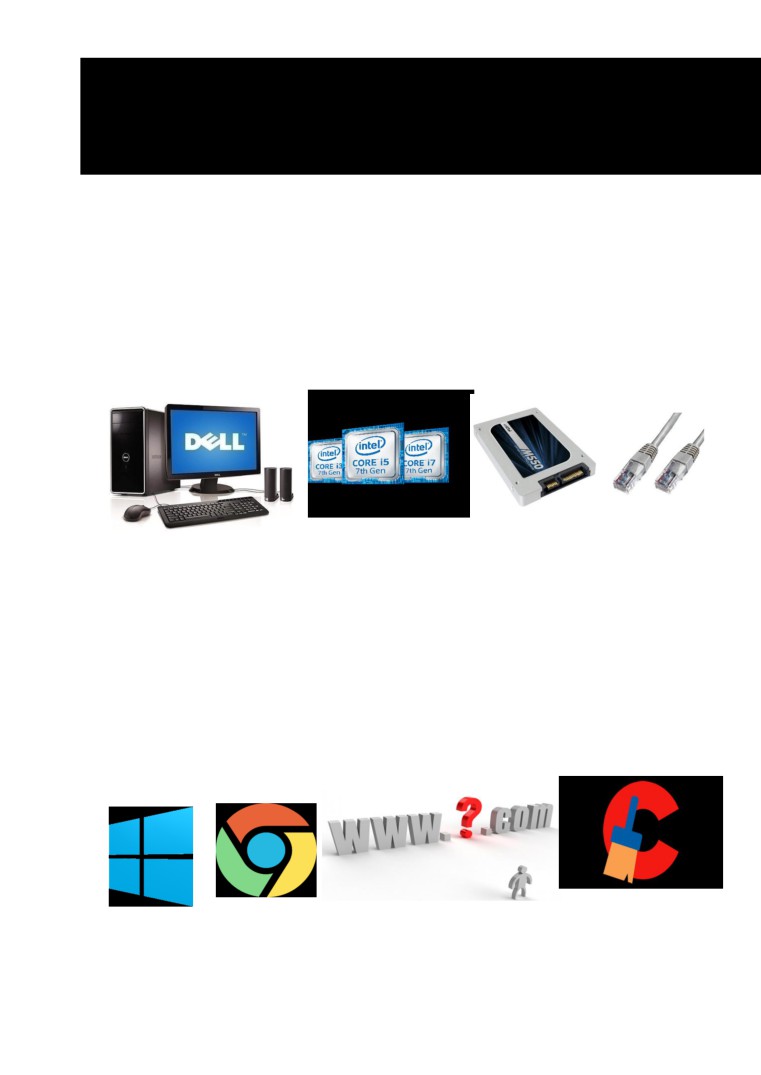 DELL
intel intel intel
CORE i3 CORE i5 CORE i7
7th Gen 7th Gen 7th Gen
M550
www.?.com